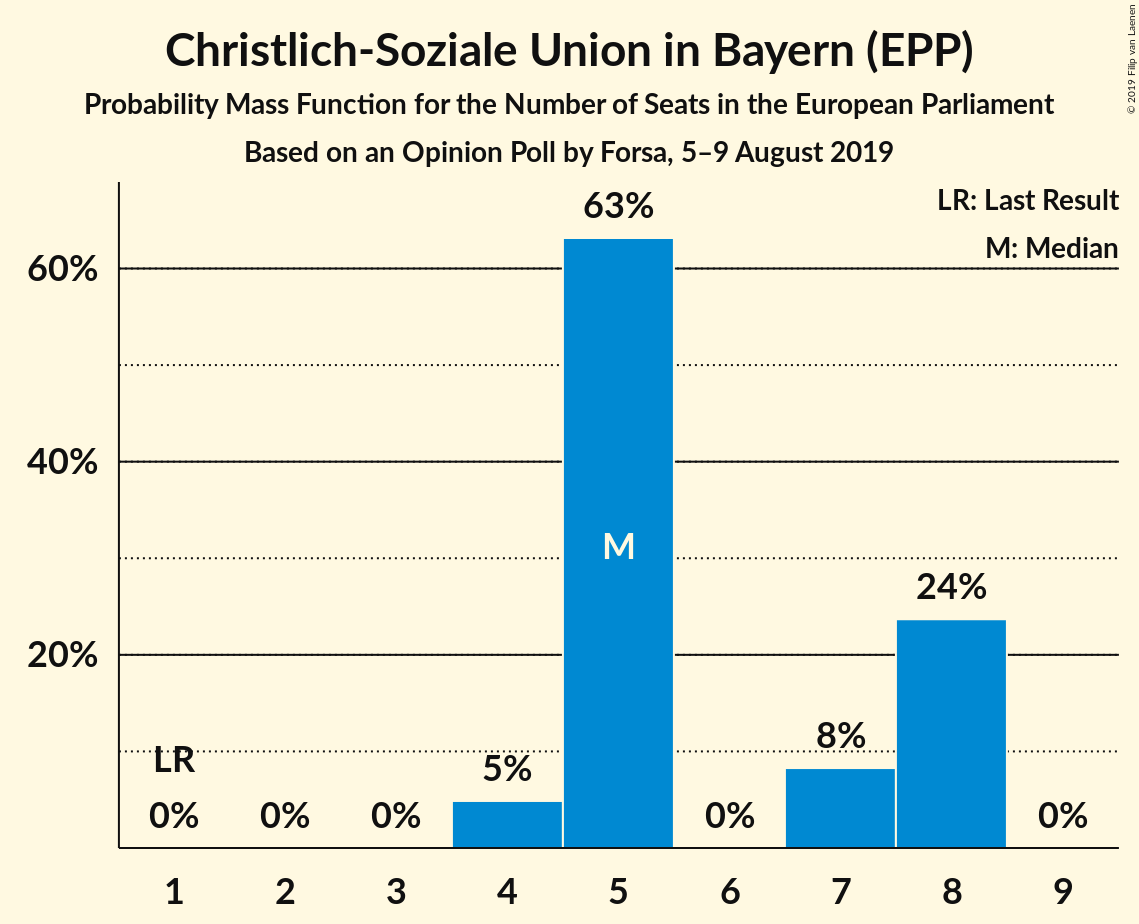 Christlich-Soziale Union in Bayern (EPP)
Probability Mass Function for the Number of Seats in the European Parliament
Based on an Opinion Poll by Forsa, 5–9 August 2019
© 2019 Filip van Laenen
LR: Last Result
M: Median
63%
60%
40%
M
24%
20%
8%
LR
5%
0% 0% 0% 0% 0%
1 2 3 4 5 6 7 8 9